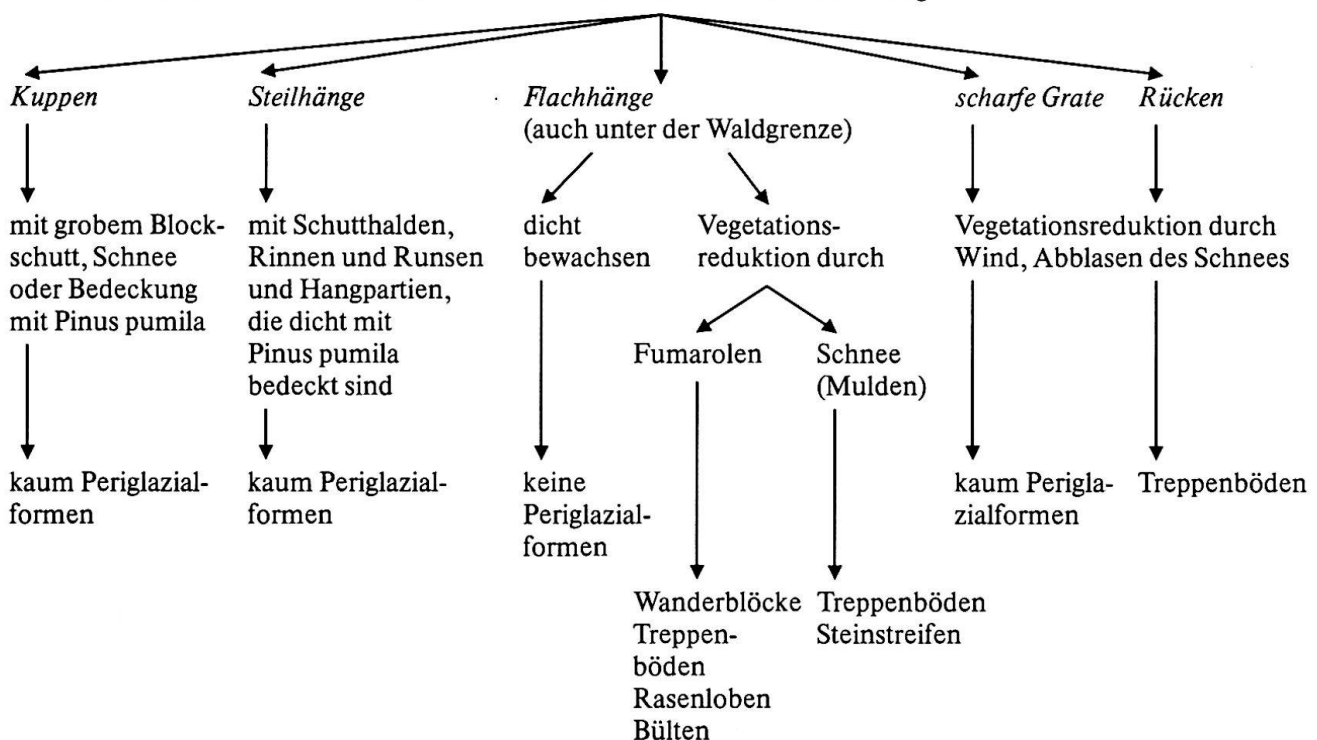 Kuppen
Steilhänge
Flachhänge
(auch unter der Waldgrenze)
scharfe Grate
Rücken
mit grobem Block-
schutt, Schnee
oder Bedeckung
mit Pinus pumila
mit Schutthalden,
Rinnen und Runsen
und Hangpartien,
die dicht mit
Pinus pumila
bedeckt sind
dicht
bewachsen
Vegetations-
reduktion durch
Vegetationsreduktion durch
Wind, Abblasen des Schnees
Fumarolen
Schnee
(Mulden)
kaum Periglazial-
formen
kaum Periglazial-
formen
keine
Periglazial-
formen
kaum Perigla-
zialformen
Treppenböden
Wanderblöcke
Treppen-
böden
Rasenloben
Bülten
Treppenböden
Steinstreifen